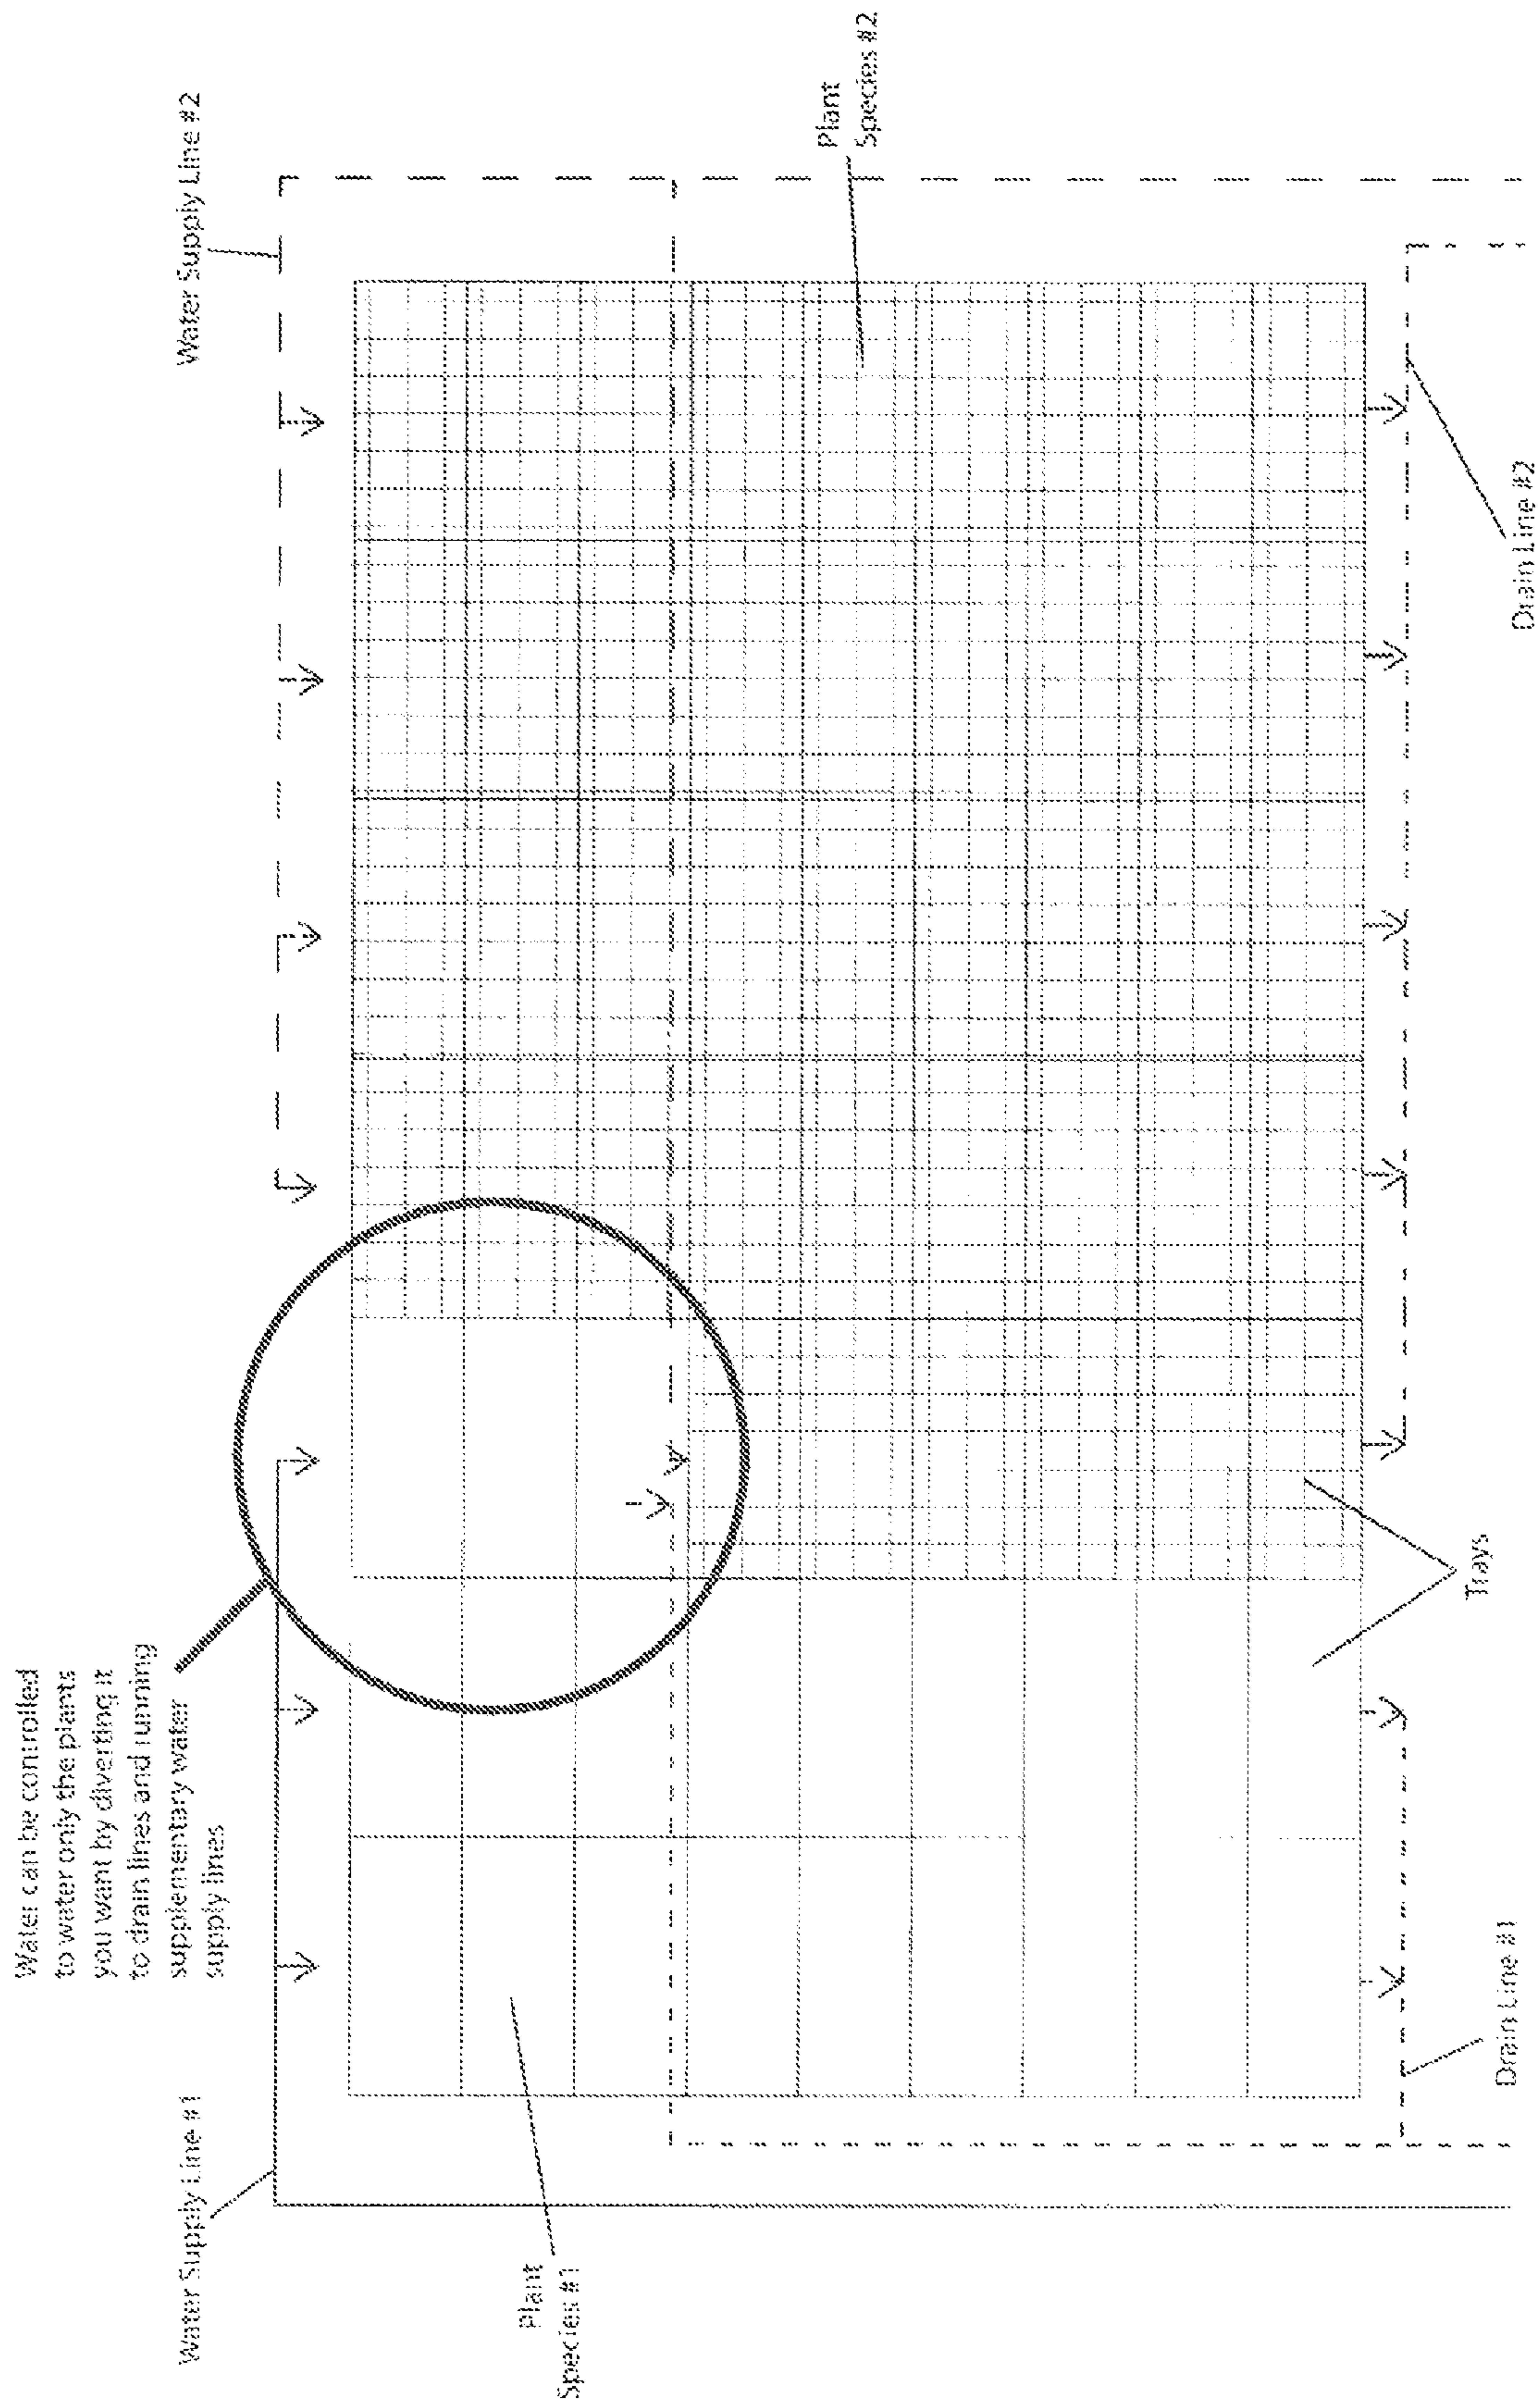 Water can be controlled
to water only the plants
you want by diverting it
to drain lines and running
supplementary water
supply lines
Water Supply Line #1
Water Supply Line #2
Plant
Species #1
Plant
Species #2
Trays
Drain Line #1
Drain Line #2